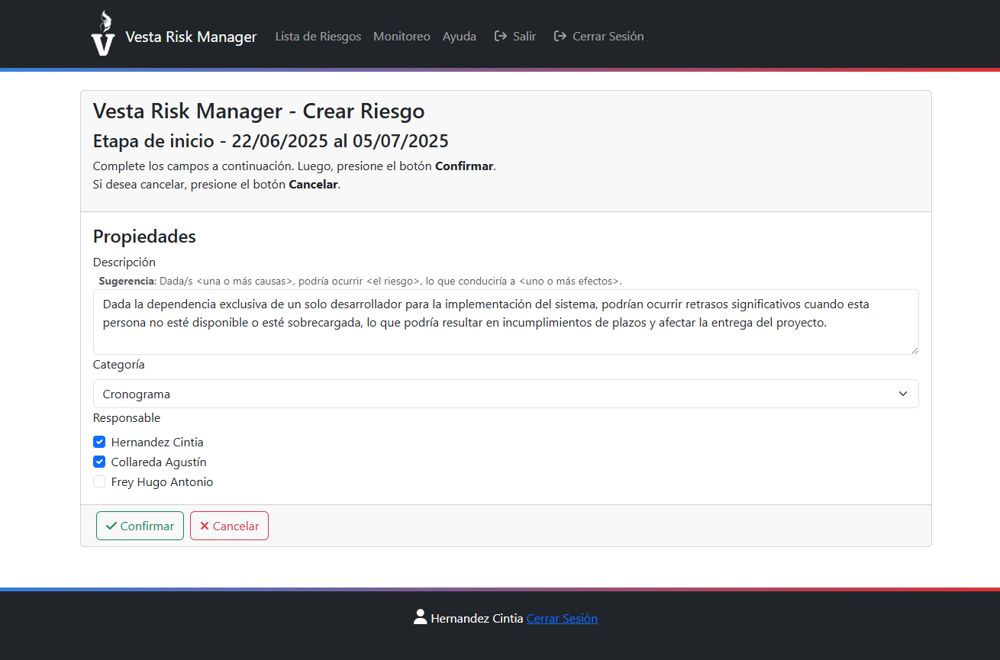 V Vesta Risk Manager Lista de Riesgos Monitoreo Ayuda Salir Cerrar Sesión
Vesta Risk Manager - Crear Riesgo
Etapa de inicio - 22/06/2025 al 05/07/2025
Complete los campos a continuación. Luego, presione el botón Confirmar.
Si desea cancelar, presione el botón Cancelar.
Propiedades
Descripción
Sugerencia: Dada/s <una o más causas>, podría ocurrir <el riesgo>, lo que conduciría a <uno o más efectos>.
Dada la dependencia exclusiva de un solo desarrollador para la implementación del sistema, podrían ocurrir retrasos significativos cuando esta
persona no esté disponible o esté sobrecargada, lo que podría resultar en incumplimientos de plazos y afectar la entrega del proyecto.
Categoría
Cronograma
Responsable
Hernandez Cintia
Collareda Agustín
Frey Hugo Antonio
Confirmar Cancelar
Hernandez Cintia Cerrar Sesión